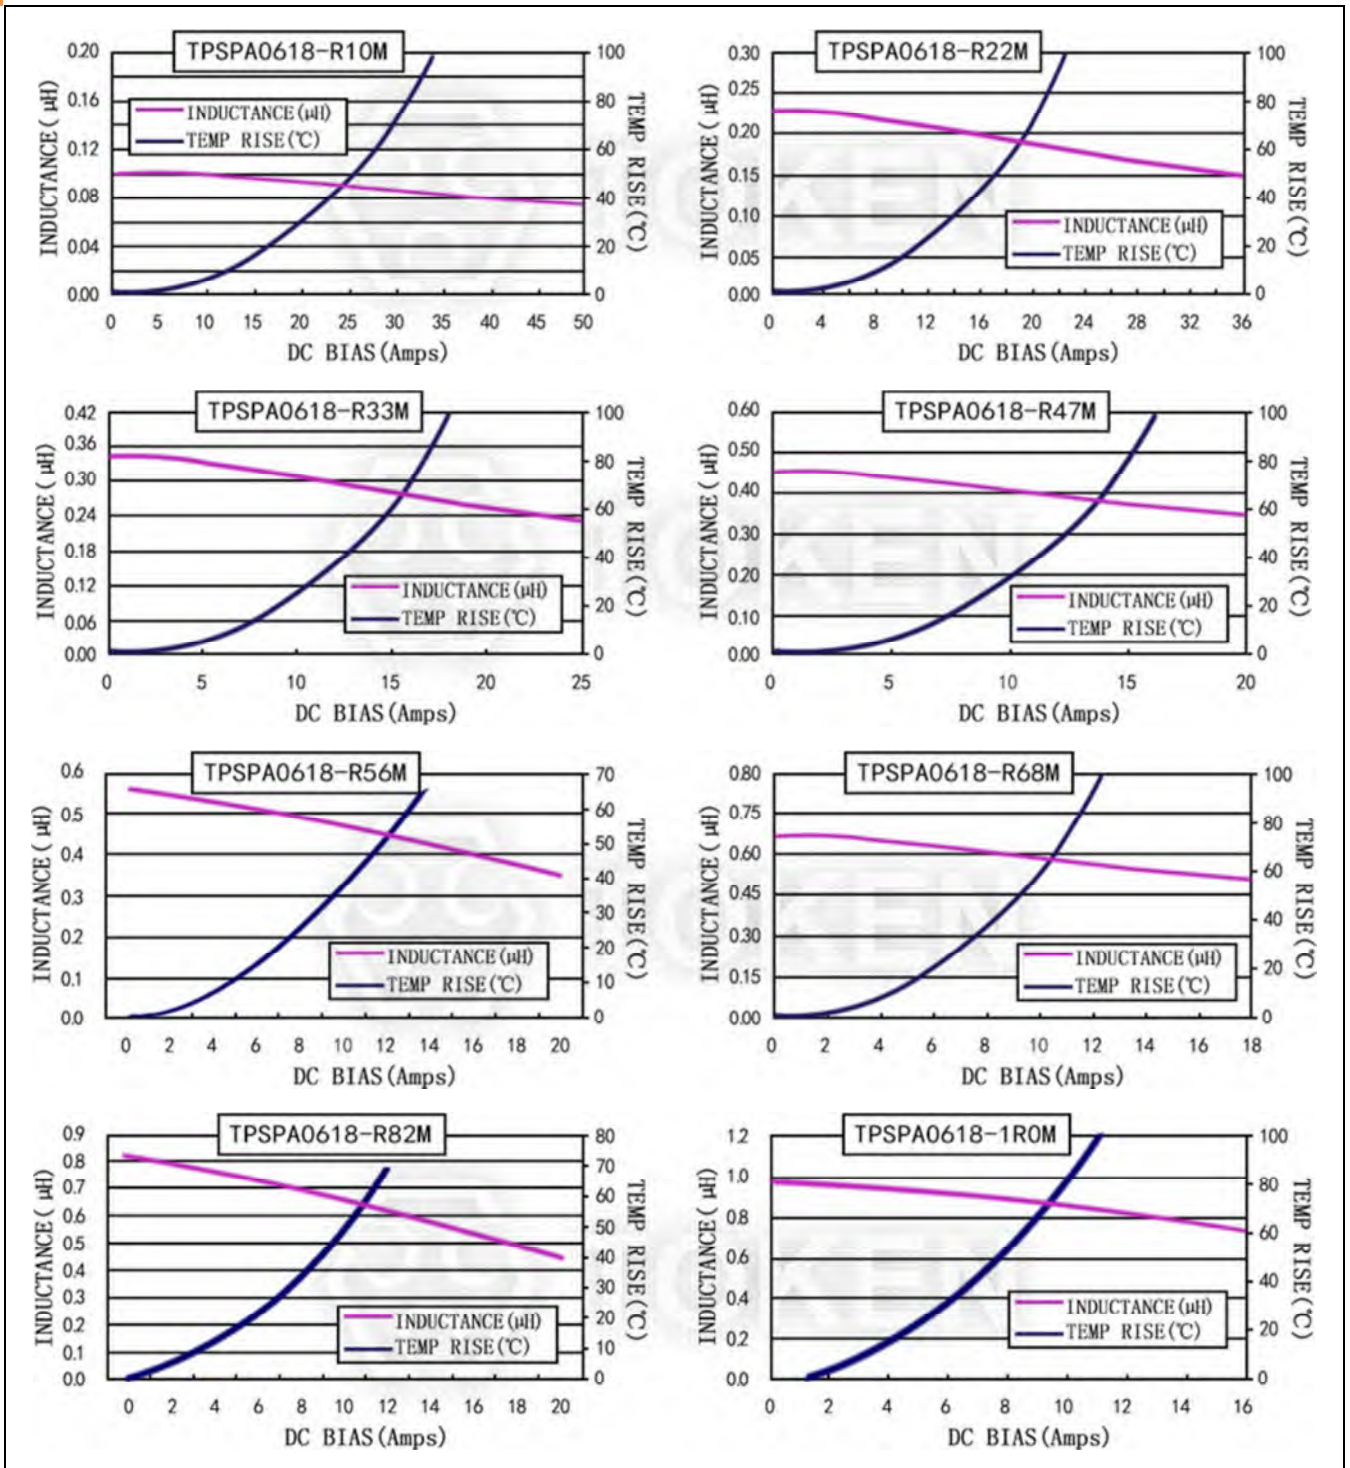 TPSPA0618-R10M
INDUCTANCE( μH)
0.20
0.16
0.12
0.08
0.04
0.00
INDUCTANCE(μH)
TEMP RISE(℃)
100
80
60
40
20
0
TEMP RISE(℃)
0 5 10 15 20 25 30 35 40 45 50
DC BIAS(Amps)
TPSPA0618-R22M
INDUCTANCE( μH)
0.30
0.25
0.20
0.15
0.10
0.05
0.00
INDUCTANCE(μH)
TEMP RISE(℃)
100
80
60
40
20
0
TEMP RISE(℃)
0 4 8 12 16 20 24 28 32 36
DC BIAS(Amps)
TPSPA0618-R33M
INDUCTANCE( μH)
0.42
0.36
0.30
0.24
0.18
0.12
0.06
0.00
INDUCTANCE(μH)
TEMP RISE(℃)
100
80
60
40
20
0
TEMP RISE(℃)
0 5 10 15 20 25
DC BIAS(Amps)
TPSPA0618-R47M
INDUCTANCE( μH)
0.60
0.50
0.40
0.30
0.20
0.10
0.00
INDUCTANCE(μH)
TEMP RISE(℃)
100
80
60
40
20
0
TEMP RISE(℃)
0 5 10 15 20
DC BIAS(Amps)
TPSPA0618-R56M
INDUCTANCE( μH)
0.6
0.5
0.4
0.3
0.2
0.1
0.0
INDUCTANCE(μH)
TEMP RISE(℃)
70
60
50
40
30
20
10
0
TEMP RISE(℃)
0 2 4 6 8 10 12 14 16 18 20
DC BIAS(Amps)
TPSPA0618-R68M
INDUCTANCE( μH)
0.80
0.75
0.60
0.45
0.30
0.15
0.00
INDUCTANCE(μH)
TEMP RISE(℃)
100
80
60
40
20
0
TEMP RISE(℃)
0 2 4 6 8 10 12 14 16 18
DC BIAS(Amps)
TPSPA0618-R82M
INDUCTANCE( μH)
0.9
0.8
0.7
0.6
0.5
0.4
0.3
0.2
0.1
0.0
INDUCTANCE(μH)
TEMP RISE(℃)
80
70
60
50
40
30
20
10
0
TEMP RISE(℃)
0 2 4 6 8 10 12 14 16 18 20
DC BIAS(Amps)
TPSPA0618-1R0M
INDUCTANCE( μH)
1.2
1.0
0.8
0.6
0.4
0.2
0.0
INDUCTANCE(μH)
TEMP RISE(℃)
100
80
60
40
20
0
TEMP RISE(℃)
0 2 4 6 8 10 12 14 16
DC BIAS(Amps)
TOKEN
TOKEN
TOKEN
TOKEN